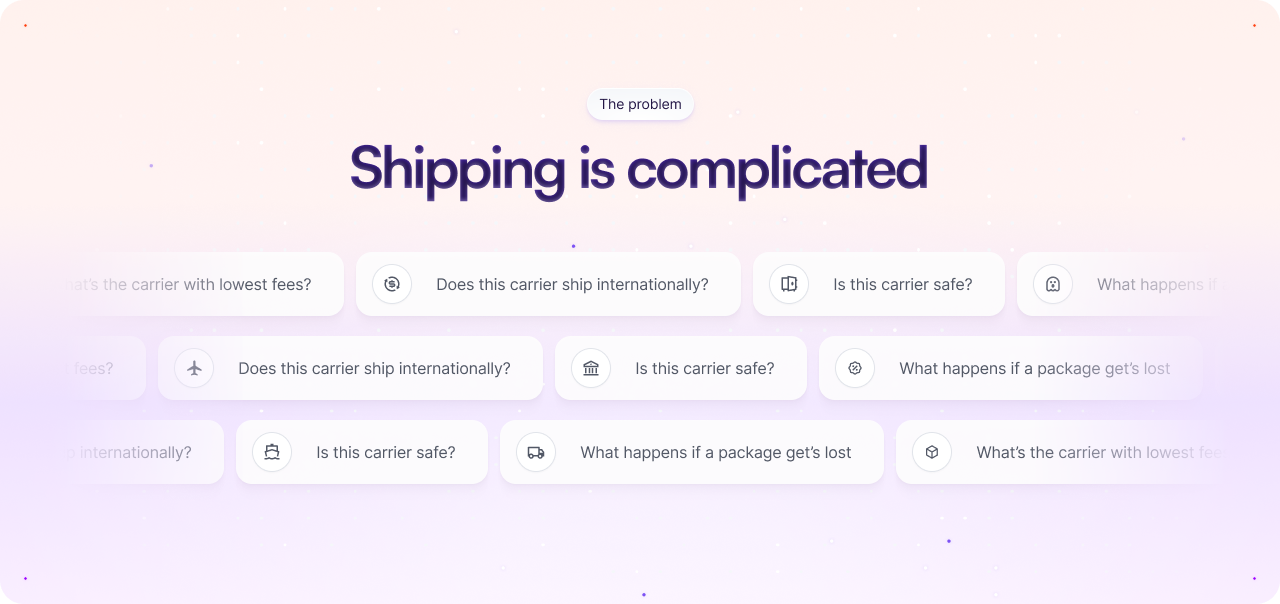 The problem
Shipping is complicated
the carrier with lowest fees?
Does this carrier ship internationally?
Is this carrier safe?
What happens if
fees?
Does this carrier ship internationally?
Is this carrier safe?
What happens if a package get’s lost
internationally?
Is this carrier safe?
What happens if a package get’s lost
What’s the carrier with lowest